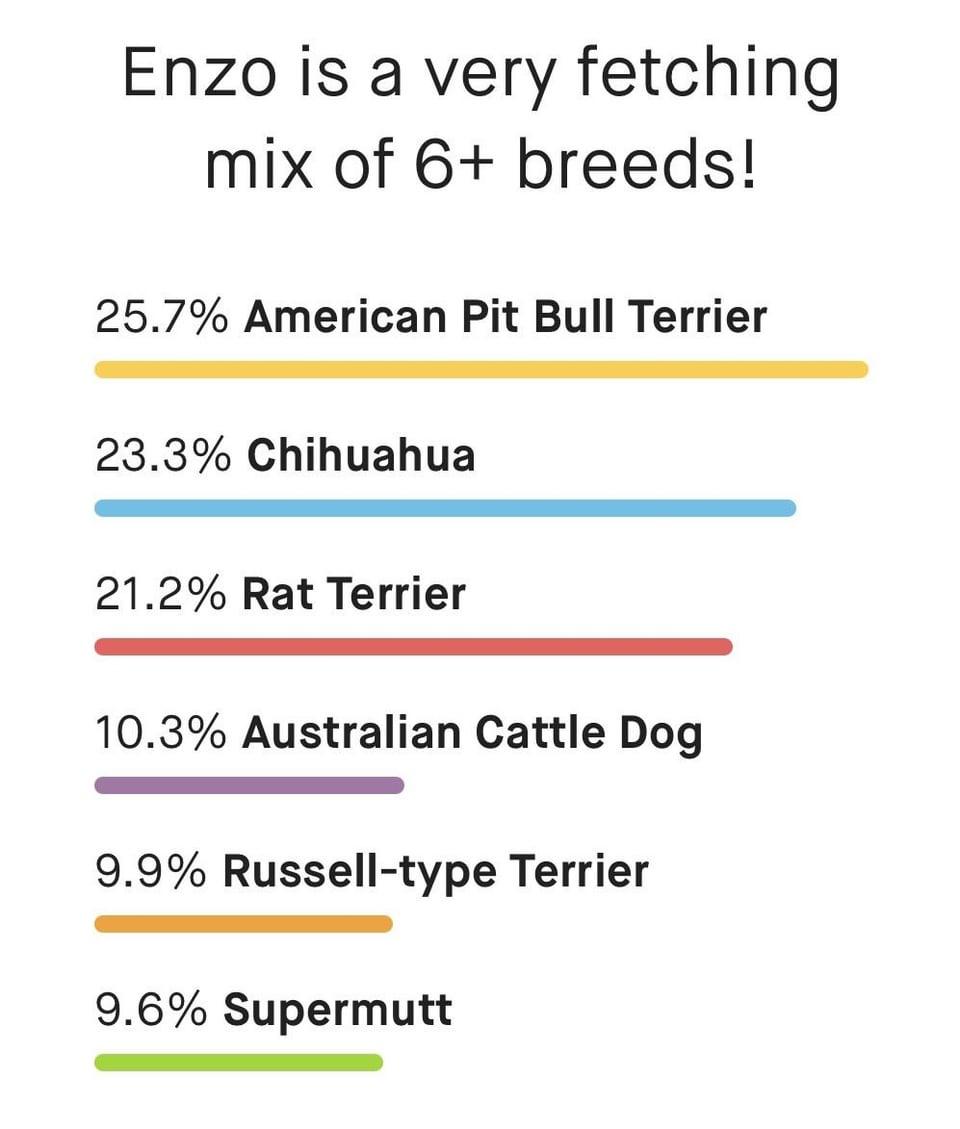 Enzo is a very fetching
mix of 6+ breeds!
25.7% American Pit Bull Terrier
23.3% Chihuahua
21.2% Rat Terrier
10.3% Australian Cattle Dog
9.9% Russell-type Terrier
9.6% Supermutt